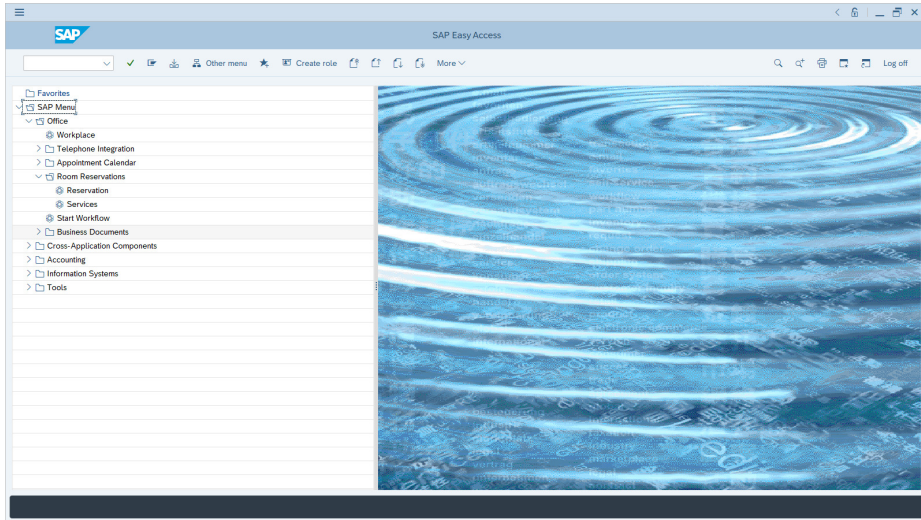 SAP
SAP Easy Access
Other menu
Create role
More
Log off
Favorites
SAP Menu
Office
Workplace
Telephone Integration
Appointment Calendar
Room Reservations
Reservation
Services
Start Workflow
Business Documents
Cross-Application Components
Accounting
Information Systems
Tools